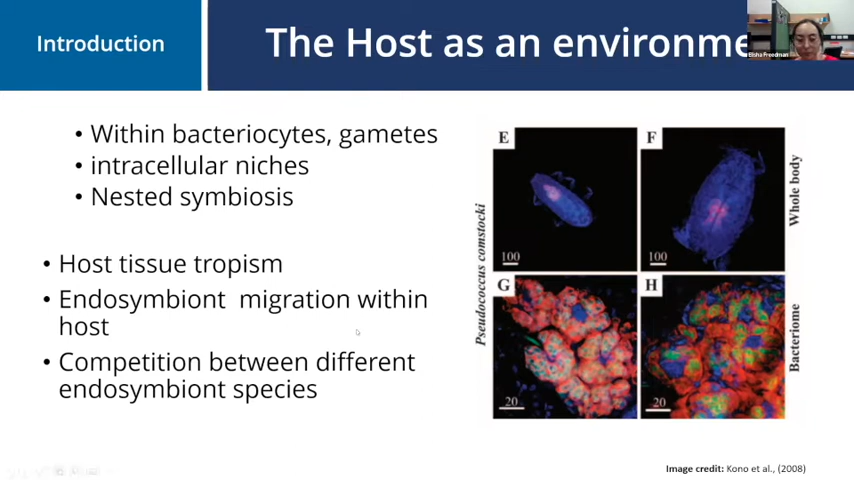 Introduction
The Host as an environme
Elisha Freedman
• Within bacteriocytes, gametes
• intracellular niches
• Nested symbiosis
• Host tissue tropism
• Endosymbiont migration within
host
• Competition between different
endosymbiont species
Pseudococcus comstocki
E
F
100
100
Whole body
G
H
20
20
Bacteriome
Image credit: Kono et al., (2008)